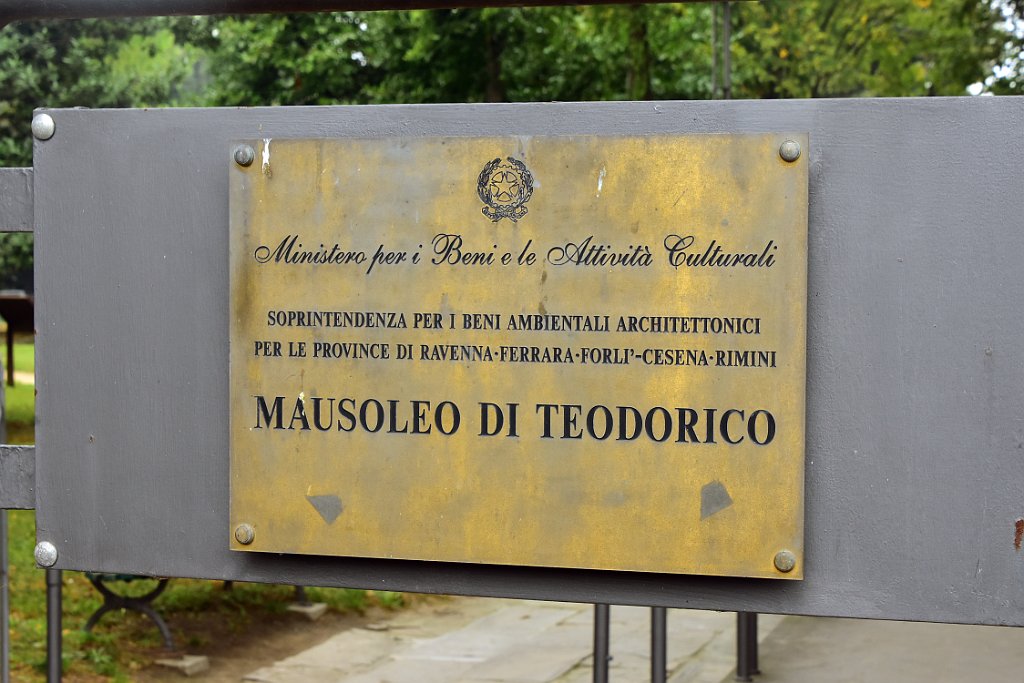 Ministero per i Beni e le Attività Culturali
SOPRINTENDENZA PER I BENI AMBIENTALI ARCHITETTONICI
PER LE PROVINCE DI RAVENNA·FERRARA·FORLI'-CESENA·RIMINI
MAUSOLEO DI TEODORICO